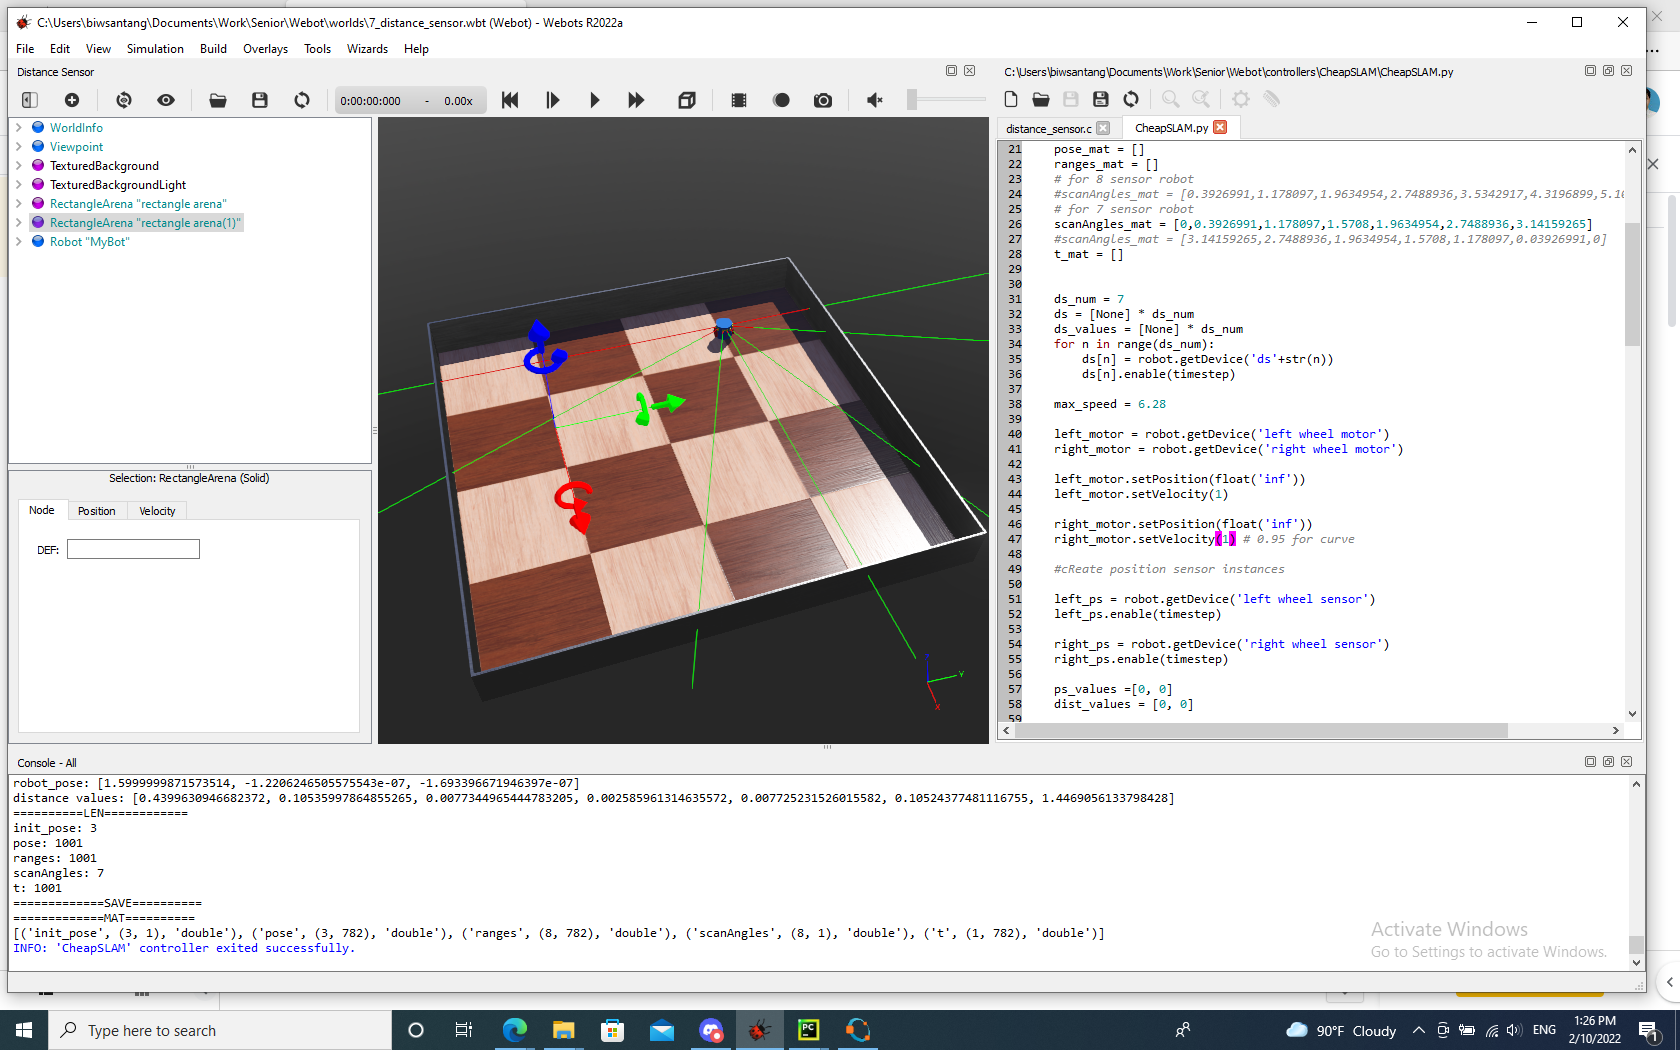 C:\Users\biwsantang\Documents\Work\Senior\Webot\worlds\7_distance_sensor.wbt (Webot) - Webots R2022a
File Edit View Simulation Build Overlays Tools Wizards Help
Distance Sensor
0:00:00:000 - 0.00x
WorldInfo
Viewpoint
TexturedBackground
TexturedBackgroundLight
RectangleArena "rectangle arena"
RectangleArena "rectangle arena(1)"
Robot "MyBot"
Selection: RectangleArena (Solid)
Node Position Velocity
DEF:
Y
X
C:\Users\biwsantang\Documents\Work\Senior\Webot\controllers\CheapSLAM\CheapSLAM.py
distance_sensor.c CheapSLAM.py
21 pose_mat = []
22 ranges_mat = []
23 # for 8 sensor robot
24 #scanAngles_mat = [0.3926991,1.178097,1.9634954,2.7488936,3.5342917,4.3196899,5.10
25 # for 7 sensor robot
26 scanAngles_mat = [0,0.3926991,1.178097,1.5708,1.9634954,2.7488936,3.14159265]
27 #scanAngles_mat = [3.14159265,2.7488936,1.9634954,1.5708,1.178097,0.03926991,0]
28 t_mat = []
29
30
31 ds_num = 7
32 ds = [None] * ds_num
33 ds_values = [None] * ds_num
34 for n in range(ds_num):
35 ds[n] = robot.getDevice('ds'+str(n))
36 ds[n].enable(timestep)
37
38 max_speed = 6.28
39
40 left_motor = robot.getDevice('left wheel motor')
41 right_motor = robot.getDevice('right wheel motor')
42
43 left_motor.setPosition(float('inf'))
44 left_motor.setVelocity(1)
45
46 right_motor.setPosition(float('inf'))
47 right_motor.setVelocity(1) # 0.95 for curve
48
49 #cReate position sensor instances
50
51 left_ps = robot.getDevice('left wheel sensor')
52 left_ps.enable(timestep)
53
54 right_ps = robot.getDevice('right wheel sensor')
55 right_ps.enable(timestep)
56
57 ps_values =[0, 0]
58 dist_values = [0, 0]
59
Console - All
robot_pose: [1.5999999871573514, -1.2206246505575543e-07, -1.693396671946397e-07]
distance values: [0.4399630946682372, 0.10535997864855265, 0.0077344965444783205, 0.002585961314635572, 0.007725231526015582, 0.10524377481116755, 1.4469056133798428]
==========LEN============
init_pose: 3
pose: 1001
ranges: 1001
scanAngles: 7
t: 1001
=============SAVE==========
=============MAT==========
[('init_pose', (3, 1), 'double'), ('pose', (3, 782), 'double'), ('ranges', (8, 782), 'double'), ('scanAngles', (8, 1), 'double'), ('t', (1, 782), 'double')]
INFO: 'CheapSLAM' controller exited successfully.
Activate Windows
Go to Settings to activate Windows.
Type here to search
PC
90°F Cloudy
ENG
1:26 PM
2/10/2022
1